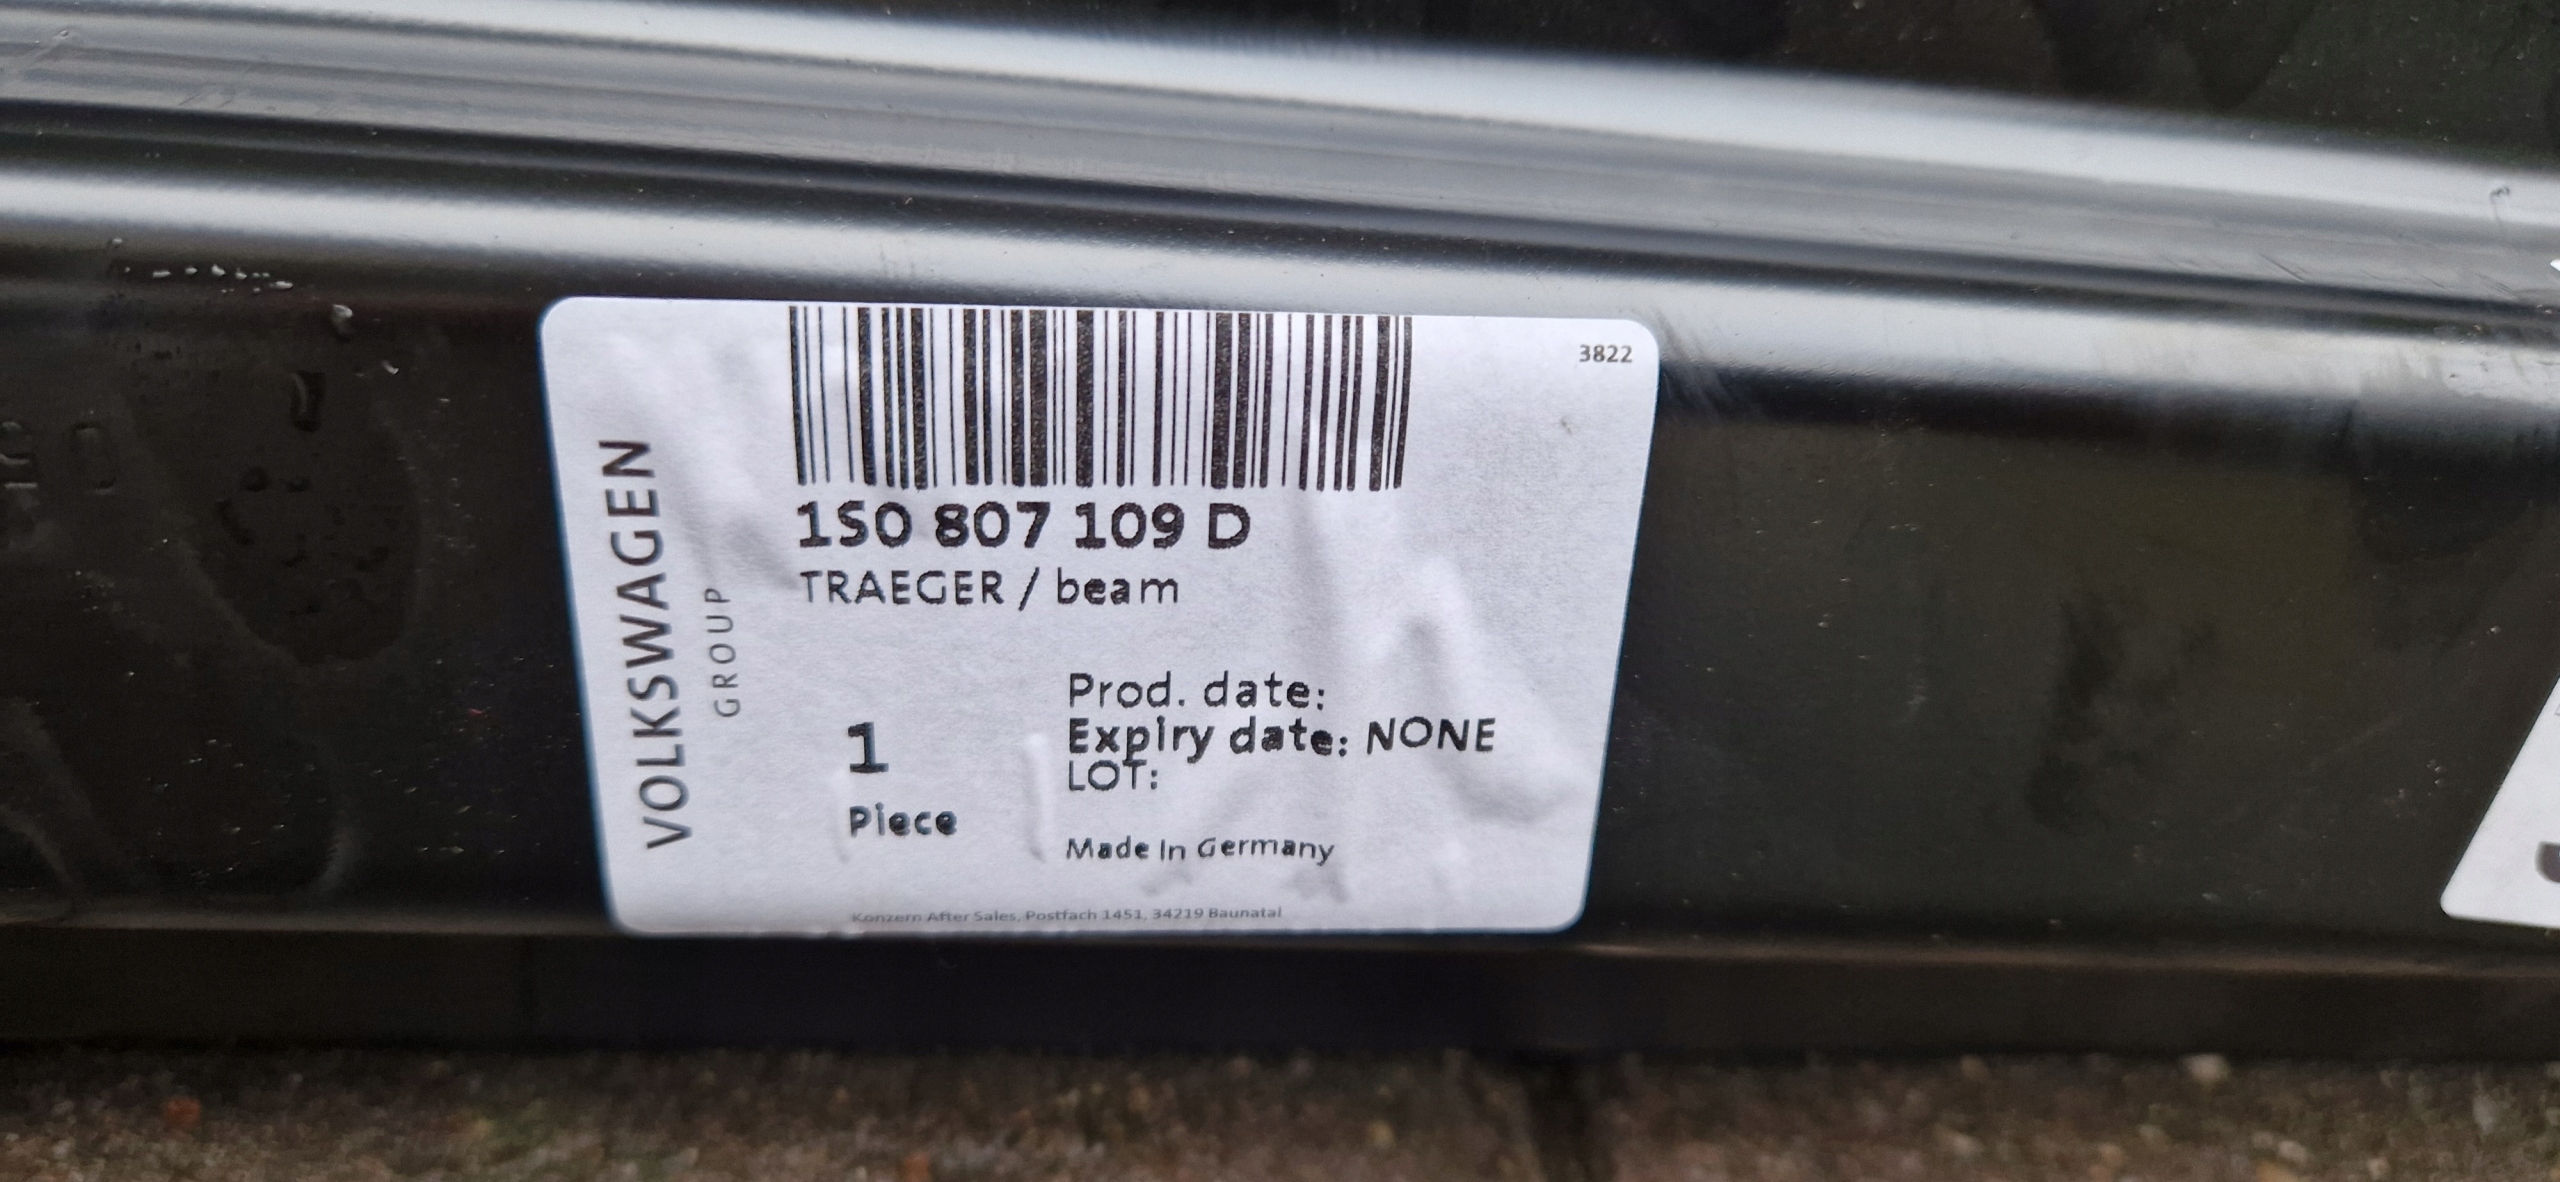 3822
1S0 807 109 D
TRAEGER / beam
VOLKSWAGEN
GROUP
1
Piece
Prod. date:
Expiry date: NONE
LOT:
Made In Germany
Konzern After Sales, Postfach 1451, 34219 Baunatal